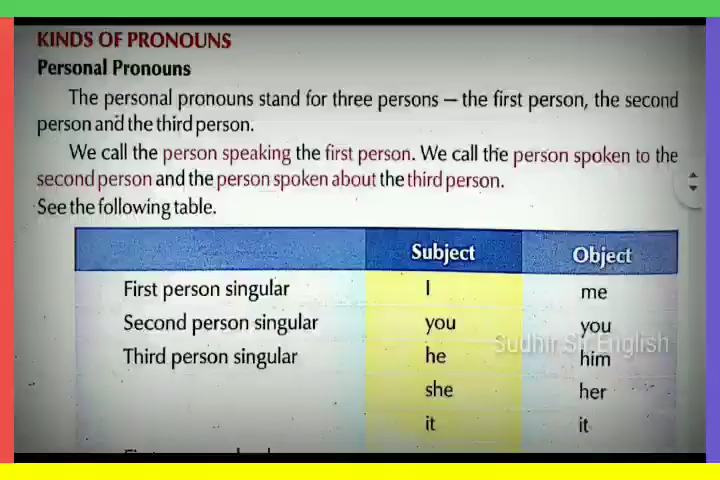 KINDS OF PRONOUNS
Personal Pronouns
The personal pronouns stand for three persons – the first person, the second
person and the third person.
We call the person speaking the first person. We call the person spoken to the
second person and the person spoken about the third person.
See the following table.
Subject Object
First person singular I me
Second person singular you you
Sudhir Sir English
Third person singular he him
she her
it it